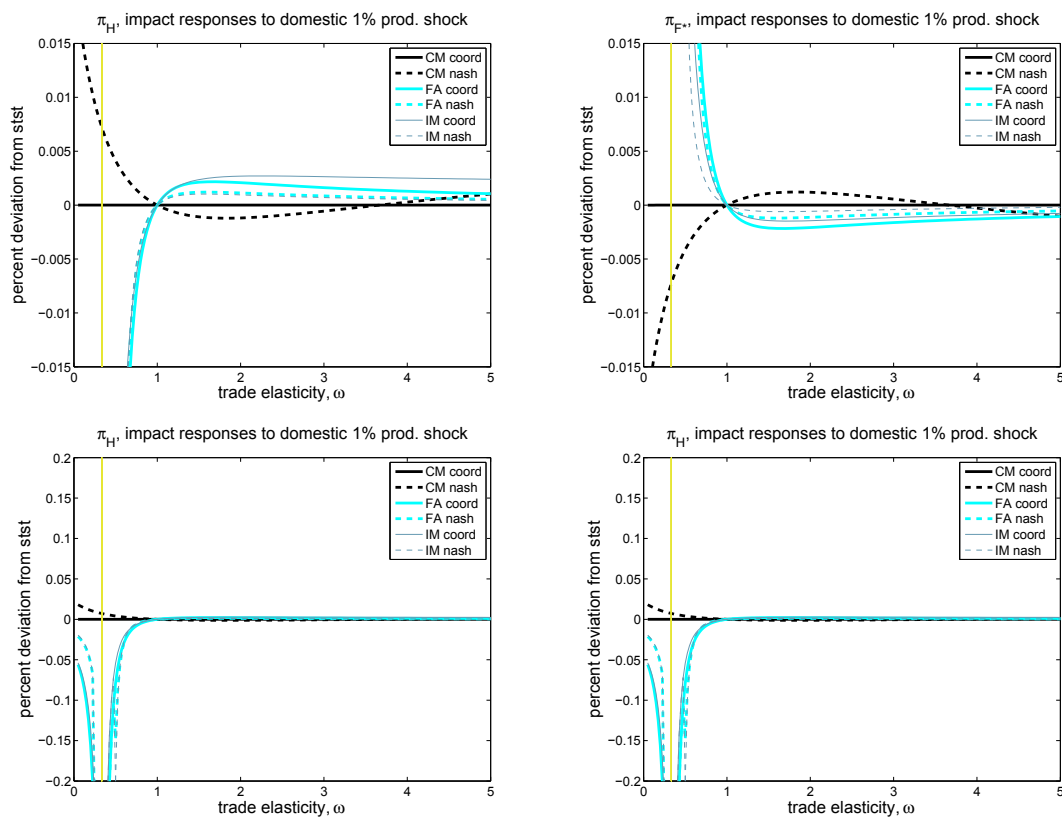 π_H, impact responses to domestic 1% prod. shock
percent deviation from stst
0.015
0.01
0.005
0
−0.005
−0.01
−0.015
CM coord
CM nash
FA coord
FA nash
IM coord
IM nash
0 1 2 3 4 5
trade elasticity, ω
π_F*, impact responses to domestic 1% prod. shock
percent deviation from stst
0.015
0.01
0.005
0
−0.005
−0.01
−0.015
CM coord
CM nash
FA coord
FA nash
IM coord
IM nash
0 1 2 3 4 5
trade elasticity, ω
π_H, impact responses to domestic 1% prod. shock
percent deviation from stst
0.2
0.15
0.1
0.05
0
−0.05
−0.1
−0.15
−0.2
CM coord
CM nash
FA coord
FA nash
IM coord
IM nash
0 1 2 3 4 5
trade elasticity, ω
π_H, impact responses to domestic 1% prod. shock
percent deviation from stst
0.2
0.15
0.1
0.05
0
−0.05
−0.1
−0.15
−0.2
CM coord
CM nash
FA coord
FA nash
IM coord
IM nash
0 1 2 3 4 5
trade elasticity, ω